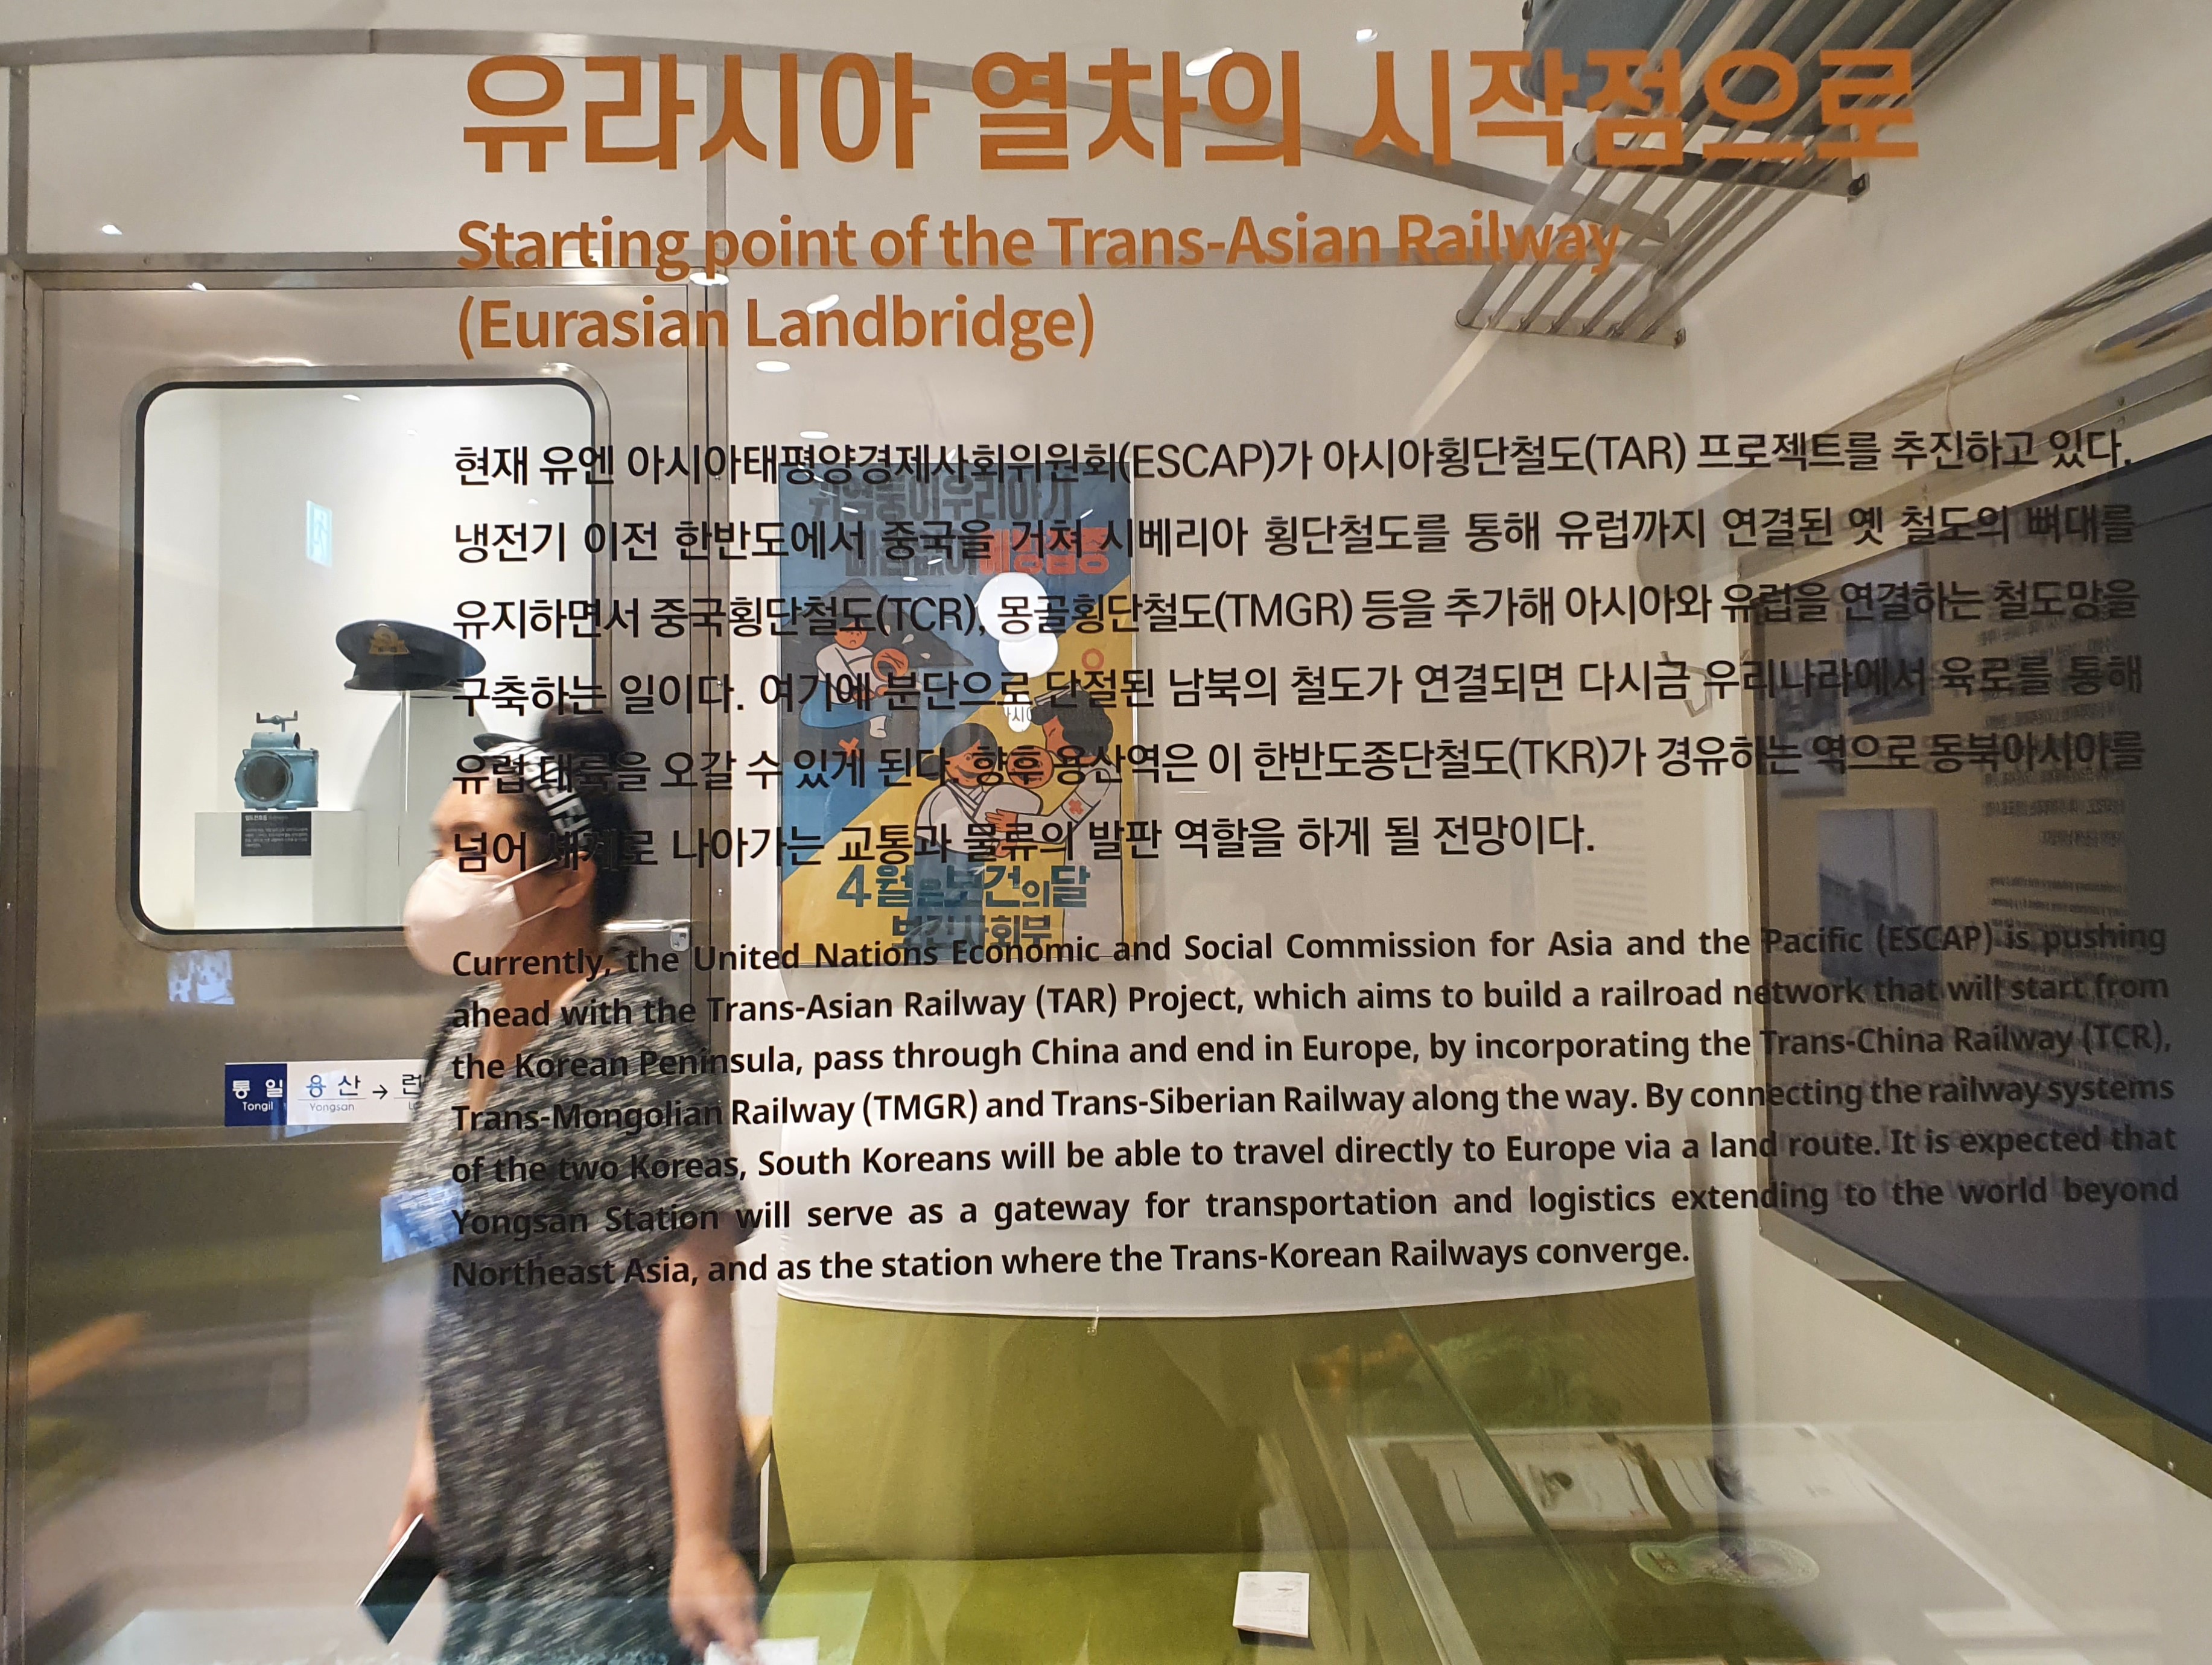 유라시아 열차의 시작점으로
Starting point of the Trans-Asian Railway
(Eurasian Landbridge)
현재 유엔 아시아태평양경제사회위원회(ESCAP)가 아시아횡단철도(TAR) 프로젝트를 추진하고 있다.
냉전기 이전 한반도에서 중국을 거쳐 시베리아 횡단철도를 통해 유럽까지 연결된 옛 철도의 뼈대를
유지하면서 중국횡단철도(TCR), 몽골횡단철도(TMGR) 등을 추가해 아시아와 유럽을 연결하는 철도망을
구축하는 일이다. 여기에 분단으로 단절된 남북의 철도가 연결되면 다시금 우리나라에서 육로를 통해
유럽 대륙을 오갈 수 있게 된다. 향후 용산역은 이 한반도종단철도(TKR)가 경유하는 역으로 동북아시아를
넘어 세계로 나아가는 교통과 물류의 발판 역할을 하게 될 전망이다.
Currently, the United Nations Economic and Social Commission for Asia and the Pacific (ESCAP) is pushing
ahead with the Trans-Asian Railway (TAR) Project, which aims to build a railroad network that will start from
the Korean Peninsula, pass through China and end in Europe, by incorporating the Trans-China Railway (TCR),
Trans-Mongolian Railway (TMGR) and Trans-Siberian Railway along the way. By connecting the railway systems
of the two Koreas, South Koreans will be able to travel directly to Europe via a land route. It is expected that
Yongsan Station will serve as a gateway for transportation and logistics extending to the world beyond
Northeast Asia, and as the station where the Trans-Korean Railways converge.
귀염둥이우리아기
예방접종
4월은보건의달
보건사회부
통일 용산 → 런
Tongil Yongsan